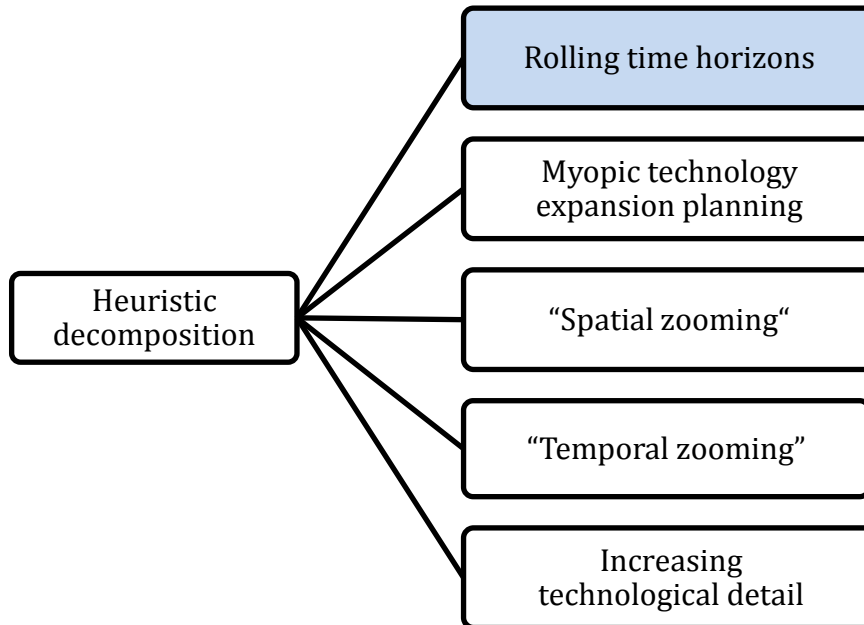 Rolling time horizons
Myopic technology
expansion planning
Heuristic
decomposition
“Spatial zooming“
“Temporal zooming”
Increasing
technological detail